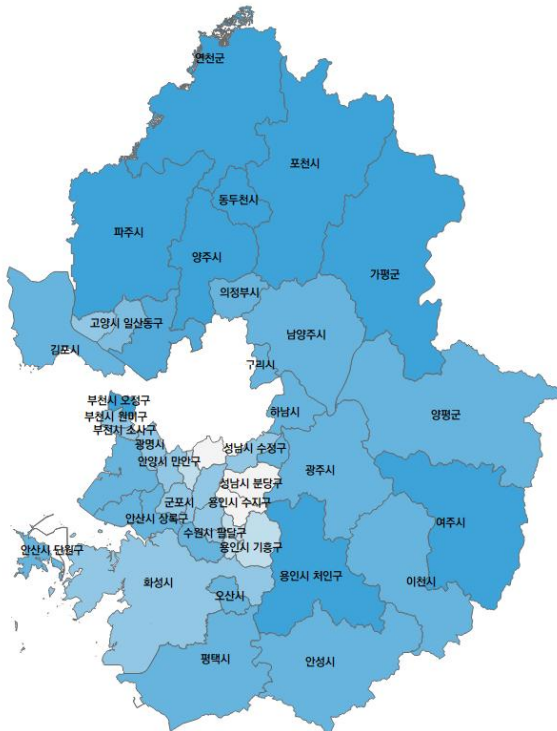 연천군
포천시
동두천시
파주시
양주시
가평군
의정부시
고양시 일산동구
남양주시
김포시
구리시
부천시 오정구
하남시
양평군
부천시 원미구
부천시 소사구
광명시
성남시 수정구
안양시 만안구
광주시
성남시 분당구
군포시
용인시 수지구
여주시
안산시 상록구
수원시 팔달구
용인시 기흥구
안산시 단원구
용인시 처인구
화성시
이천시
오산시
평택시
안성시